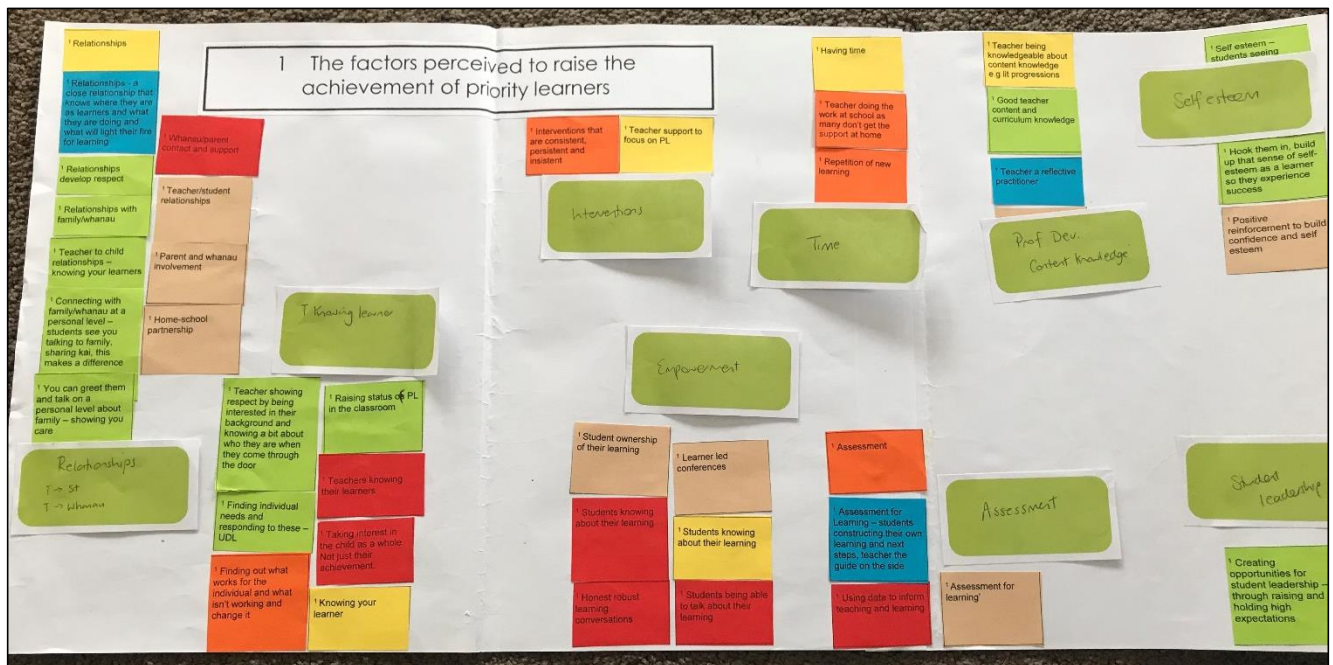 1 The factors perceived to raise the
achievement of priority learners
¹ Relationships
¹ Relationships - a
close relationship that
knows where they are
as learners and what
they are doing and
what will light their fire
for learning
¹ Relationships
develop respect
¹ Relationships with
family/whanau
¹ Teacher to child
relationships –
knowing your learners
¹ Connecting with
family/whanau at a
personal level –
students see you
talking to family,
sharing kai, this
makes a difference
¹ You can greet them
and talk on a
personal level about
family – showing you
care
Relationships
T → St
T → Whanau
¹ Whanau/parent
contact and support
¹ Teacher/student
relationships
¹ Parent and whanau
involvement
¹ Home-school
partnership
T Knowing learner
¹ Teacher showing
respect by being
interested in their
background and
knowing a bit about
who they are when
they come through
the door
¹ Finding individual
needs and
responding to these –
UDL
¹ Finding out what
works for the
individual and what
isn't working and
change it
¹ Raising status of PL
in the classroom
¹ Teachers knowing
their learners
¹ Taking interest in
the child as a whole.
Not just their
achievement.
¹ Knowing your
learner
¹ Interventions that
are consistent,
persistent and
insistent
¹ Teacher support to
focus on PL
Interventions
Empowerment
¹ Student ownership
of their learning
¹ Students knowing
about their learning
¹ Honest robust
learning
conversations
¹ Learner led
conferences
¹ Students knowing
about their learning
¹ Students being able
to talk about their
learning
¹ Having time
¹ Teacher doing the
work at school as
many don't get the
support at home
¹ Repetition of new
learning
Time
¹ Assessment
¹ Assessment for
Learning – students
constructing their own
learning and next
steps, teacher the
guide on the side
¹ Using data to inform
teaching and learning
Assessment
¹ Assessment for
learning'
¹ Teacher being
knowledgeable about
content knowledge
e g lit progressions
¹ Good teacher
content and
curriculum knowledge
¹ Teacher a reflective
practitioner
Prof Dev.
Content Knowledge
¹ Self esteem –
students seeing
Self esteem
¹ Hook them in, build
up that sense of self-
esteem as a learner
so they experience
success
¹ Positive
reinforcement to build
confidence and self
esteem
Student
leadership
¹ Creating
opportunities for
student leadership –
through raising and
holding high
expectations